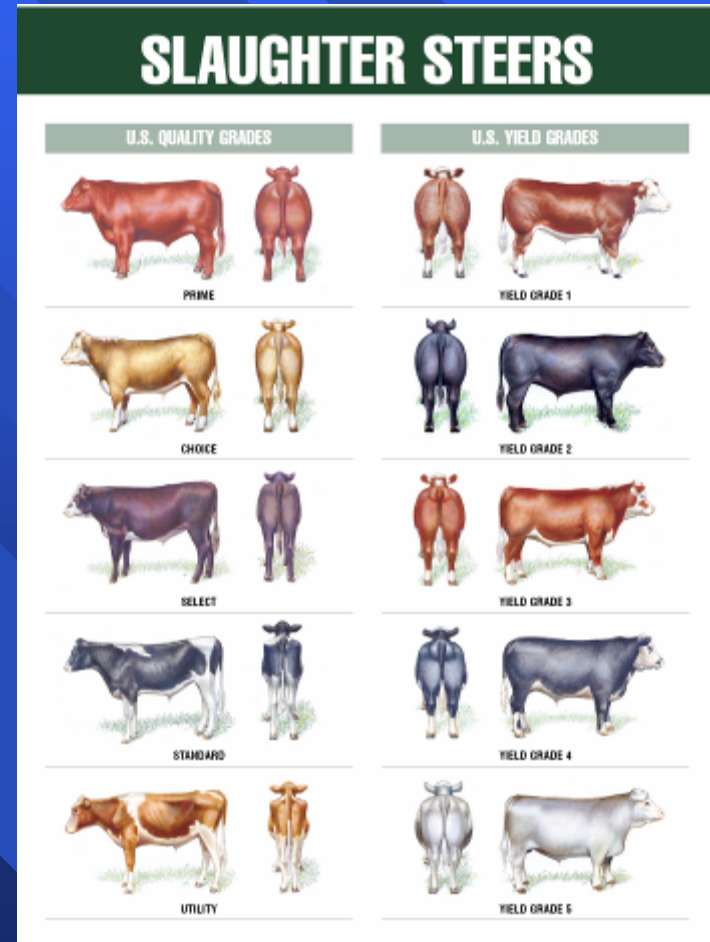 SLAUGHTER STEERS
U.S. QUALITY GRADES
U.S. YIELD GRADES
PRIME
YIELD GRADE 1
CHOICE
YIELD GRADE 2
SELECT
YIELD GRADE 3
STANDARD
YIELD GRADE 4
UTILITY
YIELD GRADE 5